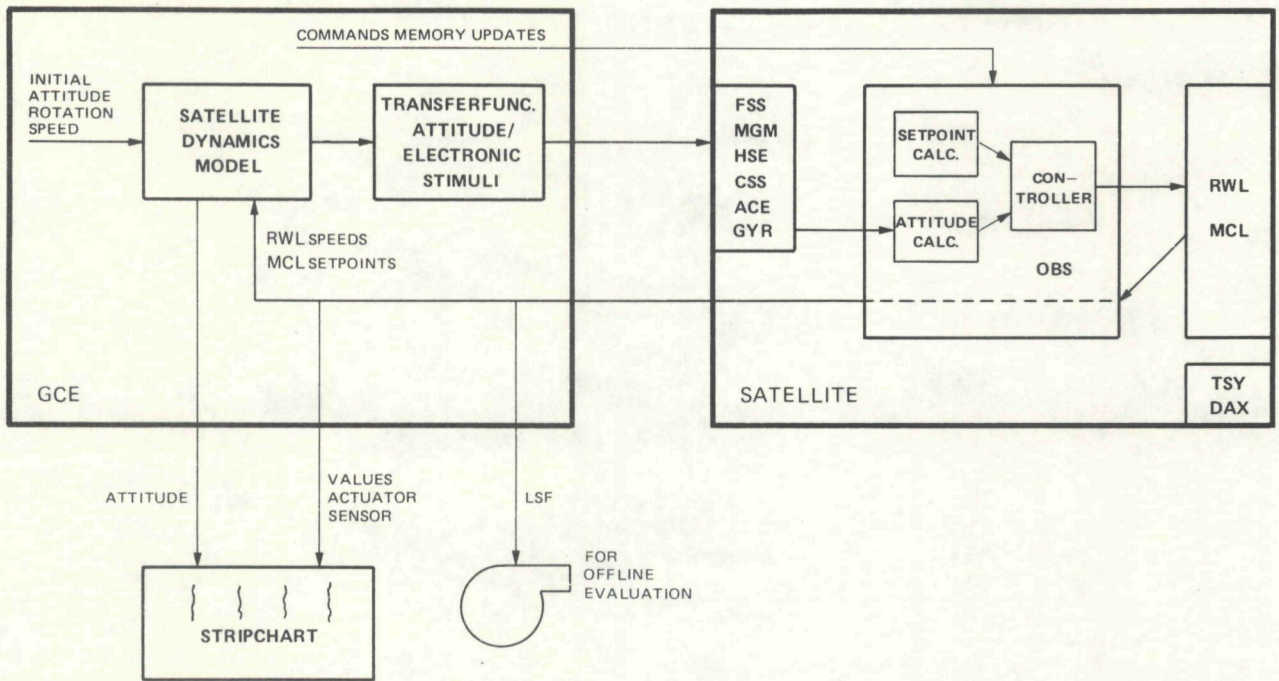 COMMANDS MEMORY UPDATES
INITIAL
ATTITUDE
ROTATION
SPEED
SATELLITE
DYNAMICS
MODEL
TRANSFERFUNC.
ATTITUDE/
ELECTRONIC
STIMULI
RWL SPEEDS
MCL SETPOINTS
GCE
FSS
MGM
HSE
CSS
ACE
GYR
SETPOINT
CALC.
ATTITUDE
CALC.
CON-
TROLLER
OBS
RWL
MCL
SATELLITE
TSY
DAX
ATTITUDE
VALUES
ACTUATOR
SENSOR
LSF
FOR
OFFLINE
EVALUATION
STRIPCHART